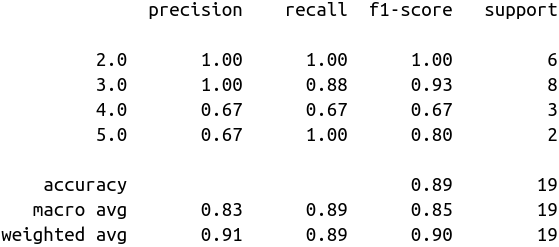 precision recall f1-score support
2.0 1.00 1.00 1.00 6
3.0 1.00 0.88 0.93 8
4.0 0.67 0.67 0.67 3
5.0 0.67 1.00 0.80 2
accuracy 0.89 19
macro avg 0.83 0.89 0.85 19
weighted avg 0.91 0.89 0.90 19